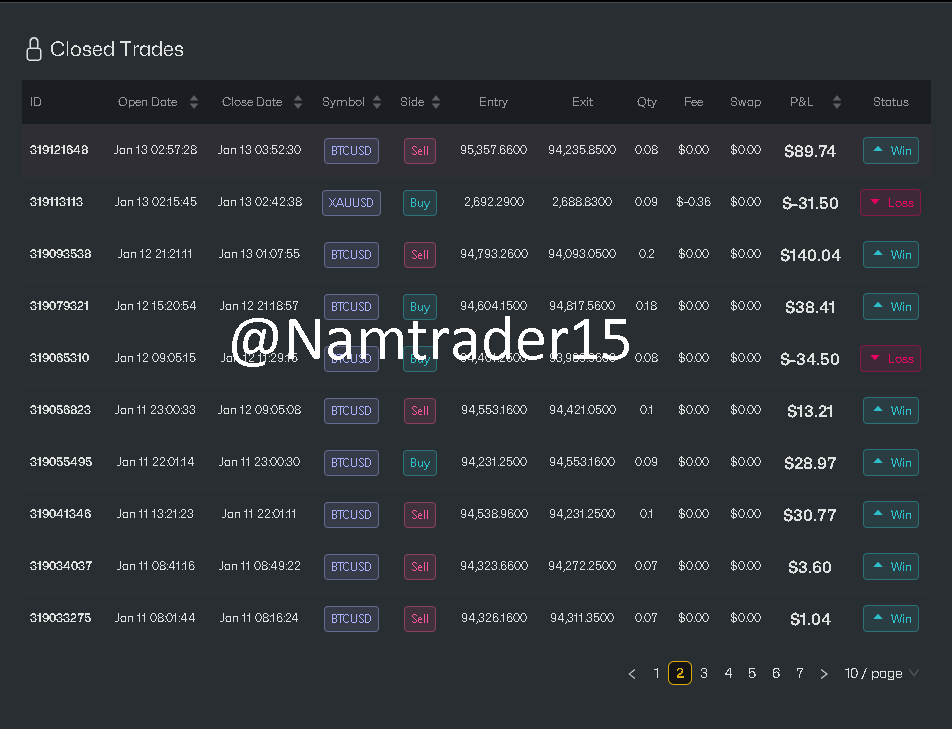 Closed Trades
ID Open Date Close Date Symbol Side Entry Exit Qty Fee Swap P&L Status
319121648 Jan 13 02:57:28 Jan 13 03:52:30 BTCUSD Sell 95,357.6600 94,235.8500 0.08 $0.00 $0.00 $89.74 Win
319113113 Jan 13 02:15:45 Jan 13 02:42:38 XAUUSD Buy 2,692.2900 2,688.8300 0.09 $-0.36 $0.00 $-31.50 Loss
319093538 Jan 12 21:21:11 Jan 13 01:07:55 BTCUSD Sell 94,793.2600 94,093.0500 0.2 $0.00 $0.00 $140.04 Win
319079321 Jan 12 15:20:54 Jan 12 21:18:57 BTCUSD Buy 94,604.1500 94,817.5600 0.18 $0.00 $0.00 $38.41 Win
@Namtrader15
319065310 Jan 12 09:05:15 Jan 12 11:29:15 BTCUSD Buy 0.08 $0.00 $0.00 $-34.50 Loss
319056823 Jan 11 23:00:33 Jan 12 09:05:08 BTCUSD Sell 94,553.1600 94,421.0500 0.1 $0.00 $0.00 $13.21 Win
319055495 Jan 11 22:01:14 Jan 11 23:00:30 BTCUSD Buy 94,231.2500 94,553.1600 0.09 $0.00 $0.00 $28.97 Win
319041346 Jan 11 13:21:23 Jan 11 22:01:11 BTCUSD Sell 94,538.9600 94,231.2500 0.1 $0.00 $0.00 $30.77 Win
319034037 Jan 11 08:41:16 Jan 11 08:49:22 BTCUSD Sell 94,323.6600 94,272.2500 0.07 $0.00 $0.00 $3.60 Win
319033275 Jan 11 08:01:44 Jan 11 08:16:24 BTCUSD Sell 94,326.1600 94,311.3500 0.07 $0.00 $0.00 $1.04 Win
< 1 2 3 4 5 6 7 > 10 / page